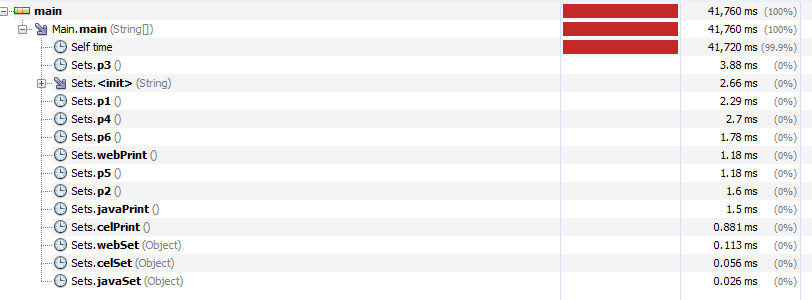 main 41,760 ms (100%)
Main.main (String[]) 41,760 ms (100%)
Self time 41,720 ms (99.9%)
Sets.p3 () 3.88 ms (0%)
Sets.<init> (String) 2.66 ms (0%)
Sets.p1 () 2.29 ms (0%)
Sets.p4 () 2.7 ms (0%)
Sets.p6 () 1.78 ms (0%)
Sets.webPrint () 1.18 ms (0%)
Sets.p5 () 1.18 ms (0%)
Sets.p2 () 1.6 ms (0%)
Sets.javaPrint () 1.5 ms (0%)
Sets.celPrint () 0.881 ms (0%)
Sets.webSet (Object) 0.113 ms (0%)
Sets.celSet (Object) 0.056 ms (0%)
Sets.javaSet (Object) 0.026 ms (0%)